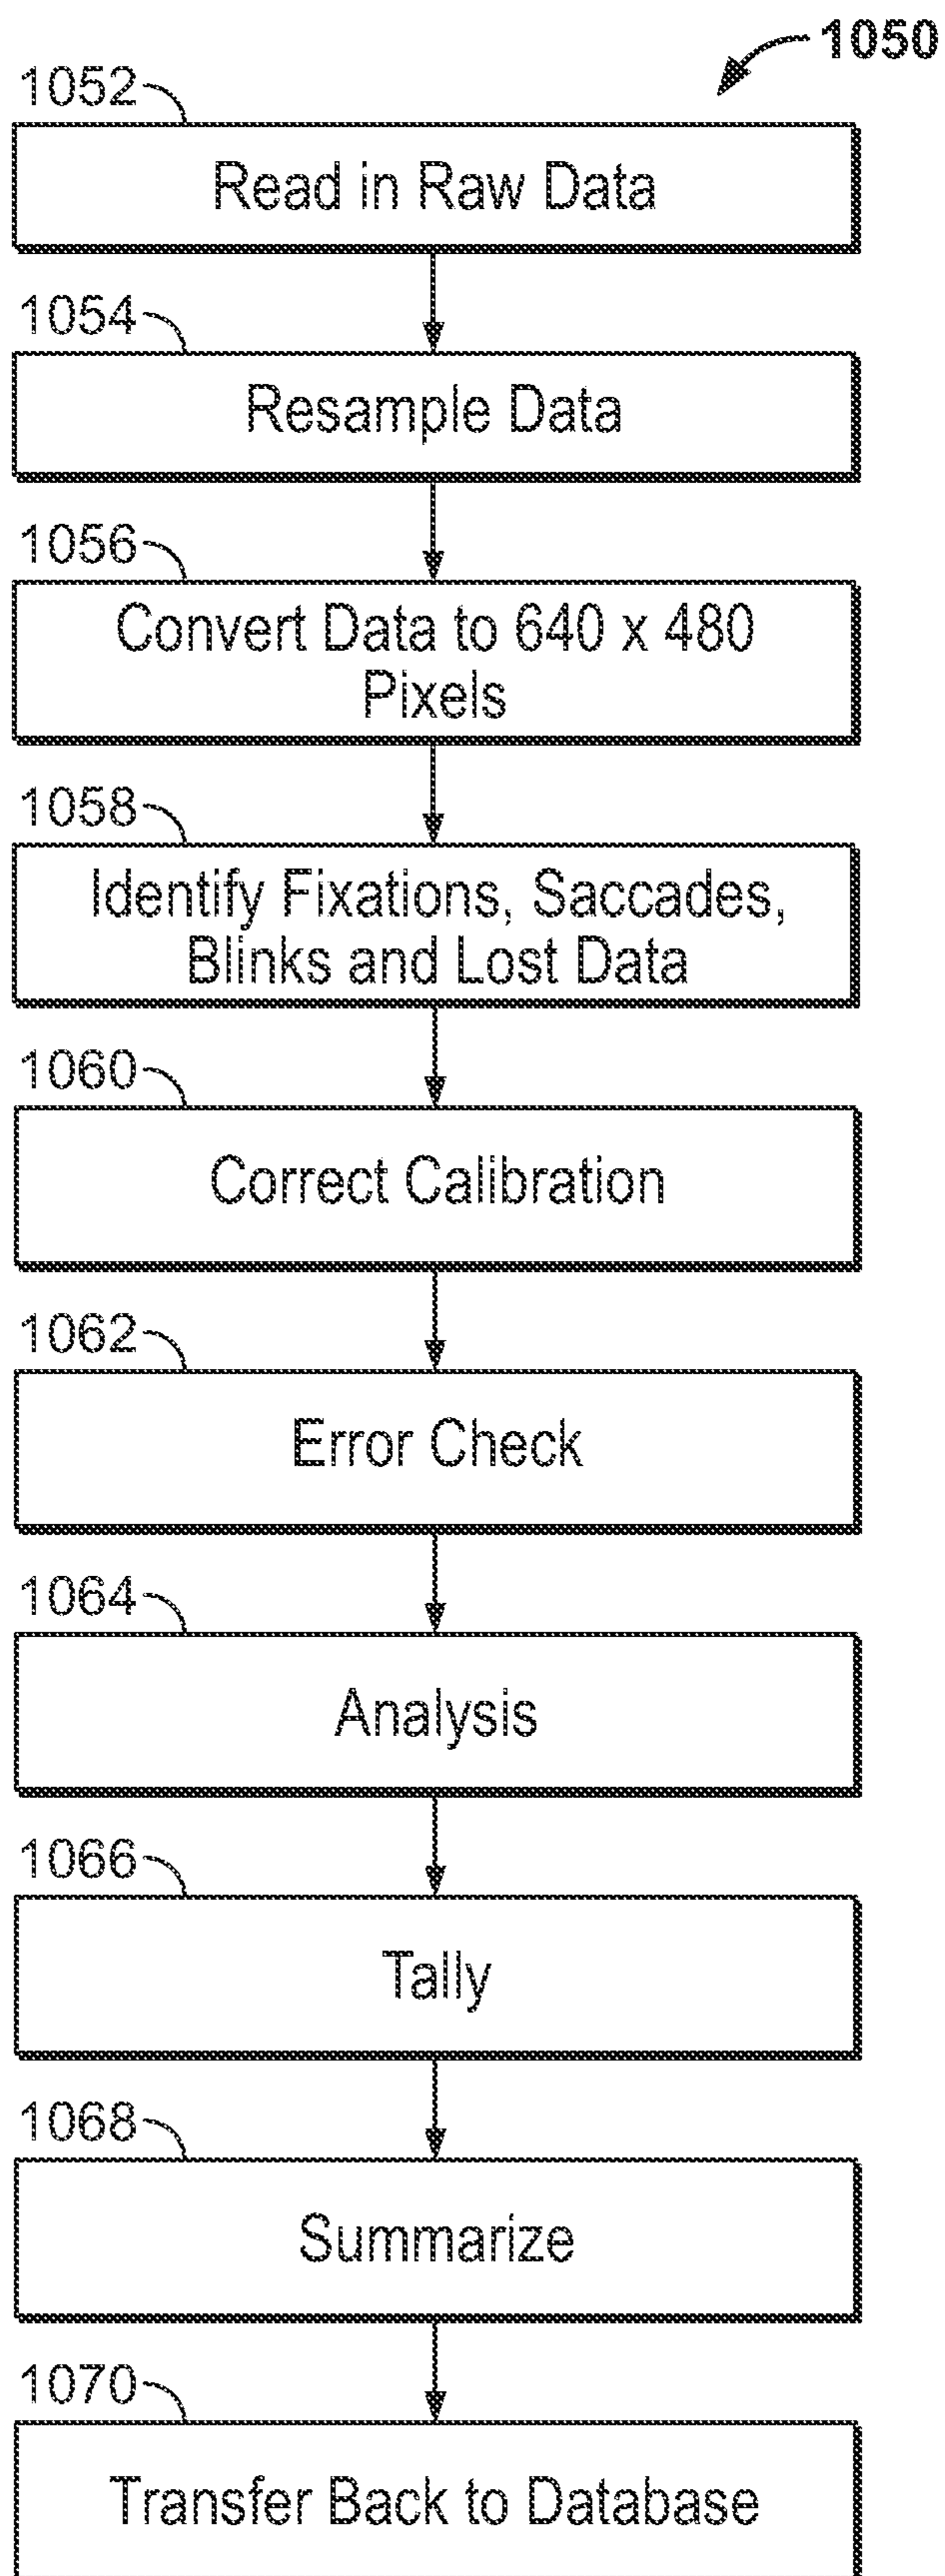 1050
1052
Read in Raw Data
1054
Resample Data
1056
Convert Data to 640 x 480
Pixels
1058
Identify Fixations, Saccades,
Blinks and Lost Data
1060
Correct Calibration
1062
Error Check
1064
Analysis
1066
Tally
1068
Summarize
1070
Transfer Back to Database